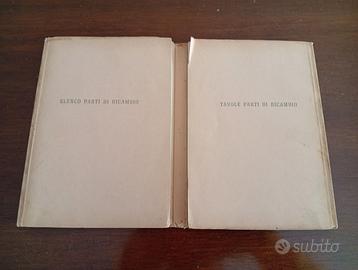 ELENCO PARTI DI RICAMBIO
TAVOLE PARTI DI RICAMBIO
subito